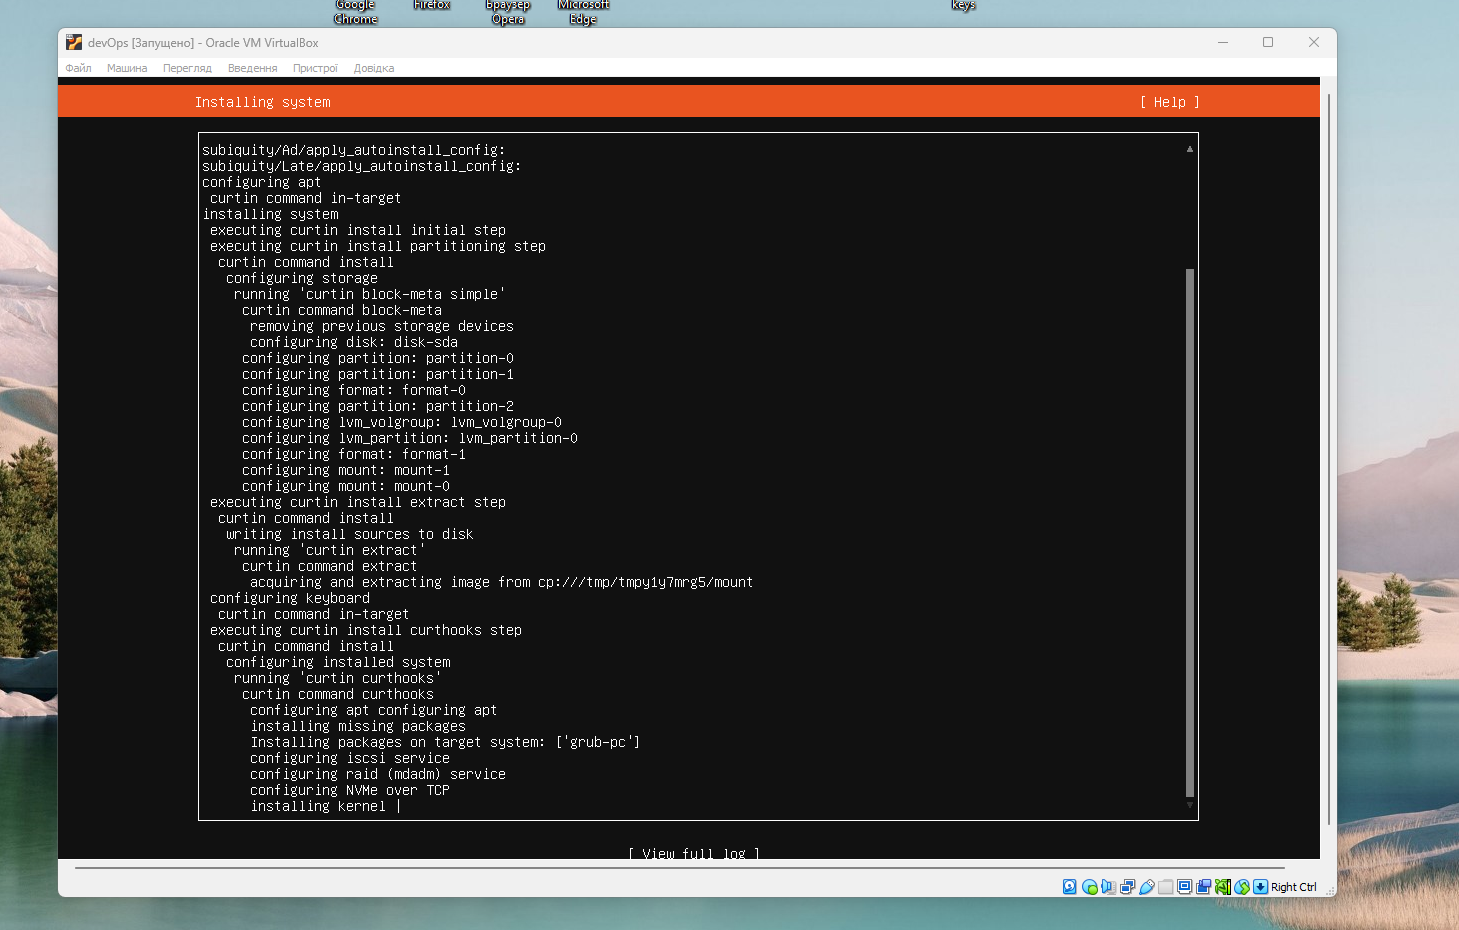 Google Chrome
Firefox
Браузер Opera
Microsoft Edge
keys
devOps [Запущено] - Oracle VM VirtualBox
Файл Машина Перегляд Введення Пристрої Довідка
Installing system [ Help ]
subiquity/Ad/apply_autoinstall_config:
subiquity/Late/apply_autoinstall_config:
configuring apt
curtin command in-target
installing system
executing curtin install initial step
executing curtin install partitioning step
curtin command install
configuring storage
running 'curtin block-meta simple'
curtin command block-meta
removing previous storage devices
configuring disk: disk-sda
configuring partition: partition-0
configuring partition: partition-1
configuring format: format-0
configuring partition: partition-2
configuring lvm_volgroup: lvm_volgroup-0
configuring lvm_partition: lvm_partition-0
configuring format: format-1
configuring mount: mount-1
configuring mount: mount-0
executing curtin install extract step
curtin command install
writing install sources to disk
running 'curtin extract'
curtin command extract
acquiring and extracting image from cp:///tmp/tmpy1y7mrg5/mount
configuring keyboard
curtin command in-target
executing curtin install curthooks step
curtin command install
configuring installed system
running 'curtin curthooks'
curtin command curthooks
configuring apt configuring apt
installing missing packages
Installing packages on target system: ['grub-pc']
configuring iscsi service
configuring raid (mdadm) service
configuring NVMe over TCP
installing kernel |
[ View full log ]
Right Ctrl